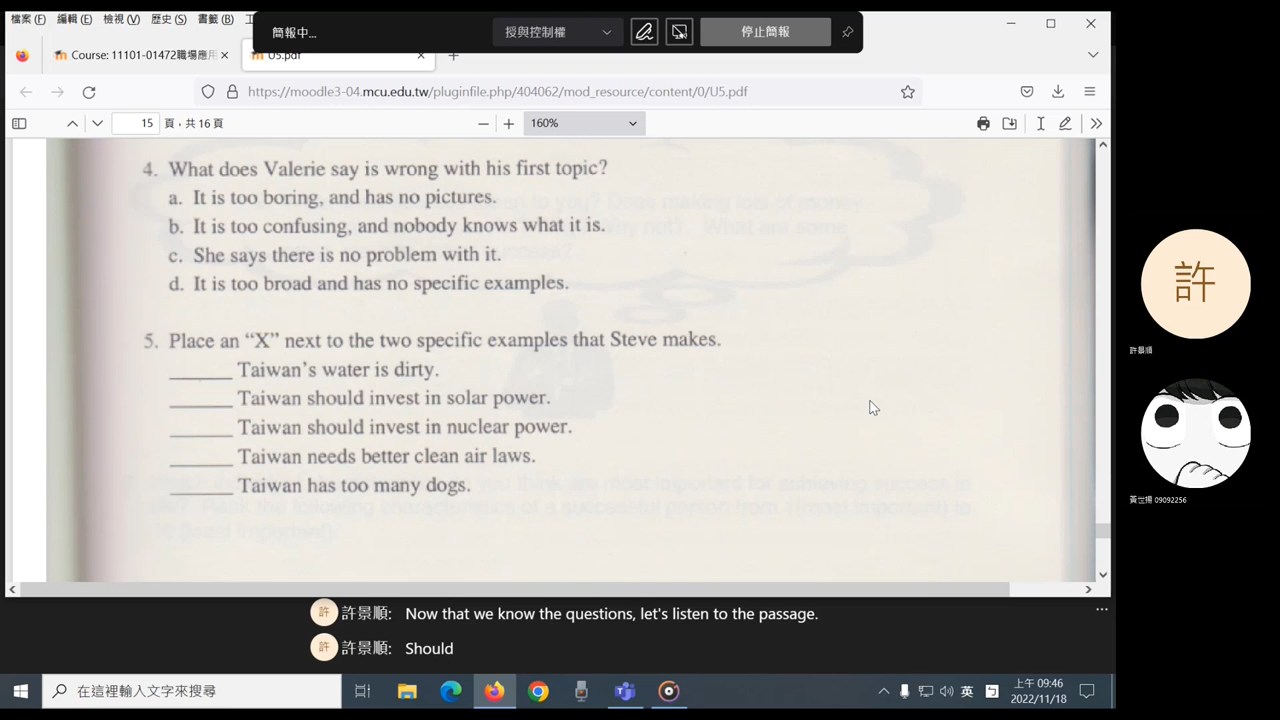 檔案(F) 編輯(E) 檢視(V) 歷史(S) 書籤(B)
簡報中...
授與控制權
停止簡報
Course: 11101-01472職場應用
U5.pdf
https://moodle3-04.mcu.edu.tw/pluginfile.php/404062/mod_resource/content/0/U5.pdf
15 頁，共 16 頁
160%
4. What does Valerie say is wrong with his first topic?
a. It is too boring, and has no pictures.
b. It is too confusing, and nobody knows what it is.
c. She says there is no problem with it.
d. It is too broad and has no specific examples.
5. Place an “X” next to the two specific examples that Steve makes.
______ Taiwan’s water is dirty.
______ Taiwan should invest in solar power.
______ Taiwan should invest in nuclear power.
______ Taiwan needs better clean air laws.
______ Taiwan has too many dogs.
許
許景順
黃世揚 09092256
許 許景順: Now that we know the questions, let's listen to the passage.
許 許景順: Should
在這裡輸入文字來搜尋
英
上午 09:46
2022/11/18